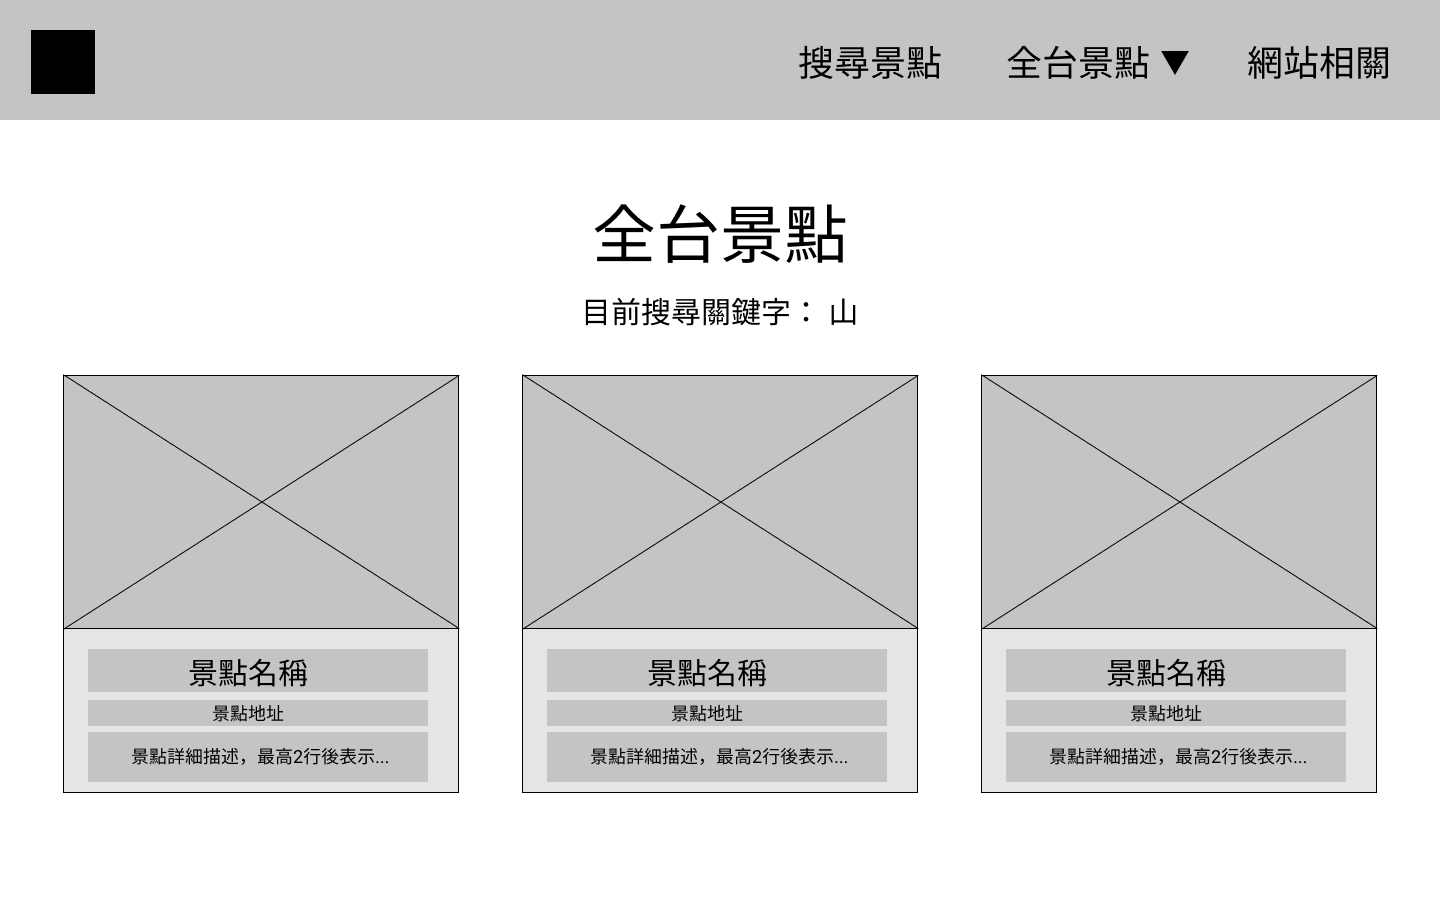 搜尋景點 全台景點 ▼ 網站相關
全台景點
目前搜尋關鍵字： 山
景點名稱 景點名稱 景點名稱
景點地址 景點地址 景點地址
景點詳細描述，最高2行後表示... 景點詳細描述，最高2行後表示... 景點詳細描述，最高2行後表示...